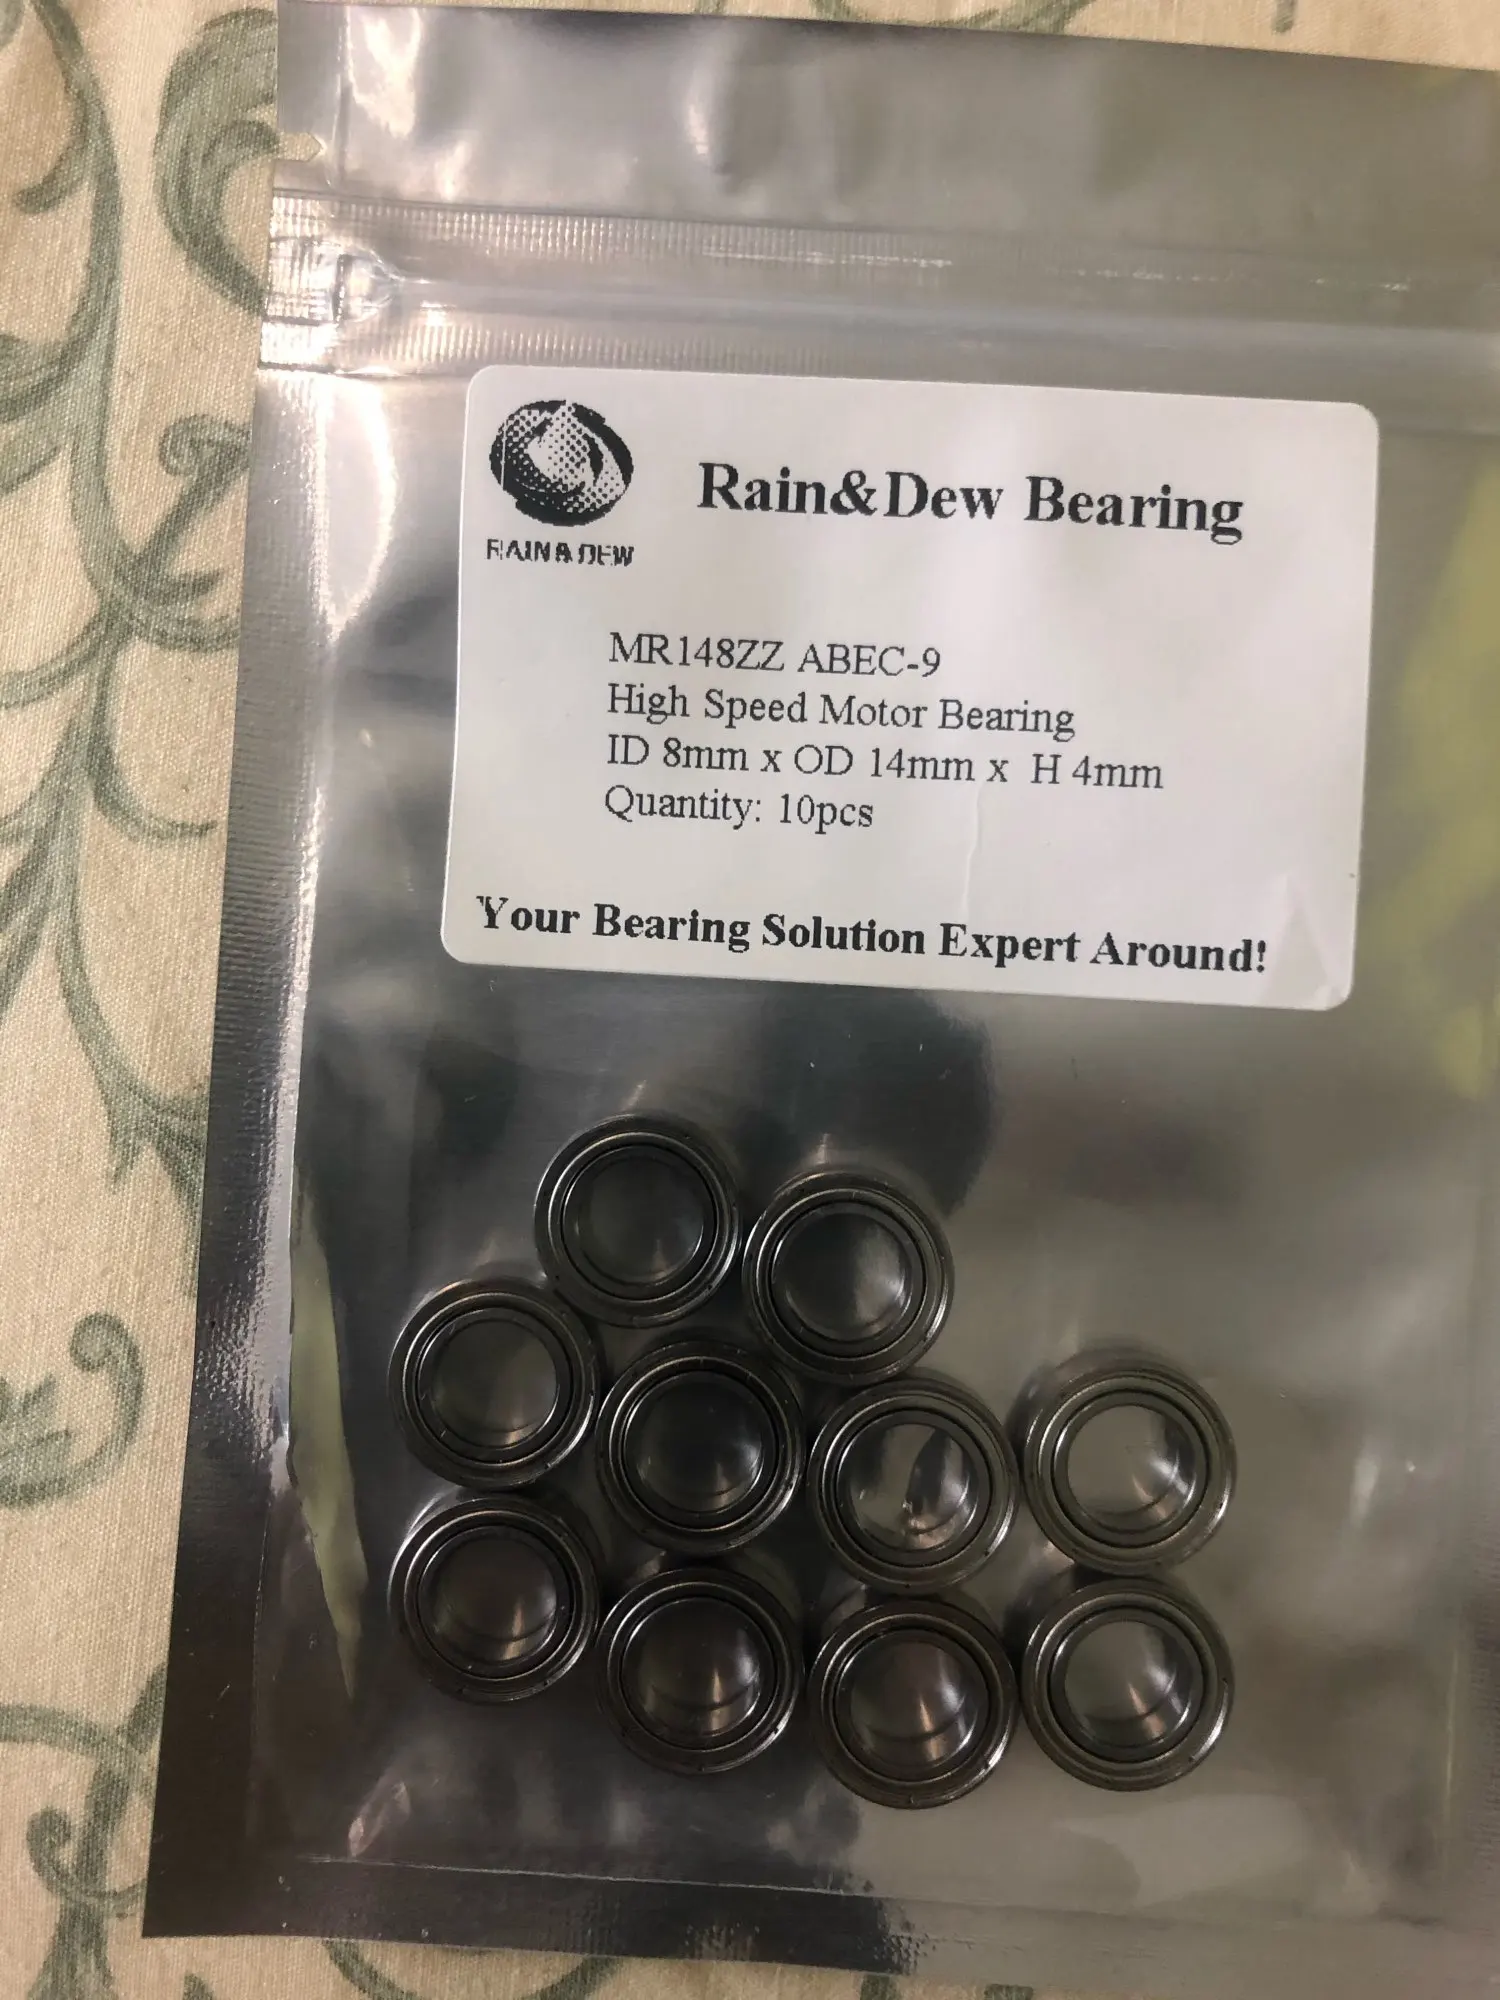 Rain&Dew Bearing
RAIN & DEW
MR148ZZ ABEC-9
High Speed Motor Bearing
ID 8mm x OD 14mm x H 4mm
Quantity: 10pcs
Your Bearing Solution Expert Around!